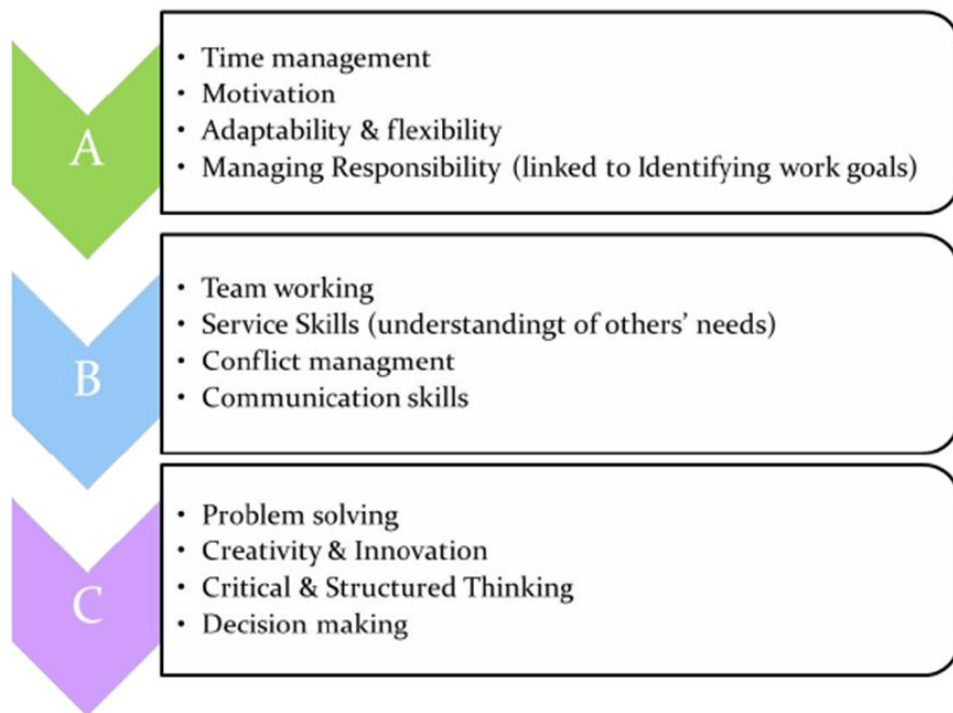 A
• Time management
• Motivation
• Adaptability & flexibility
• Managing Responsibility (linked to Identifying work goals)
B
• Team working
• Service Skills (understandingt of others' needs)
• Conflict managment
• Communication skills
C
• Problem solving
• Creativity & Innovation
• Critical & Structured Thinking
• Decision making